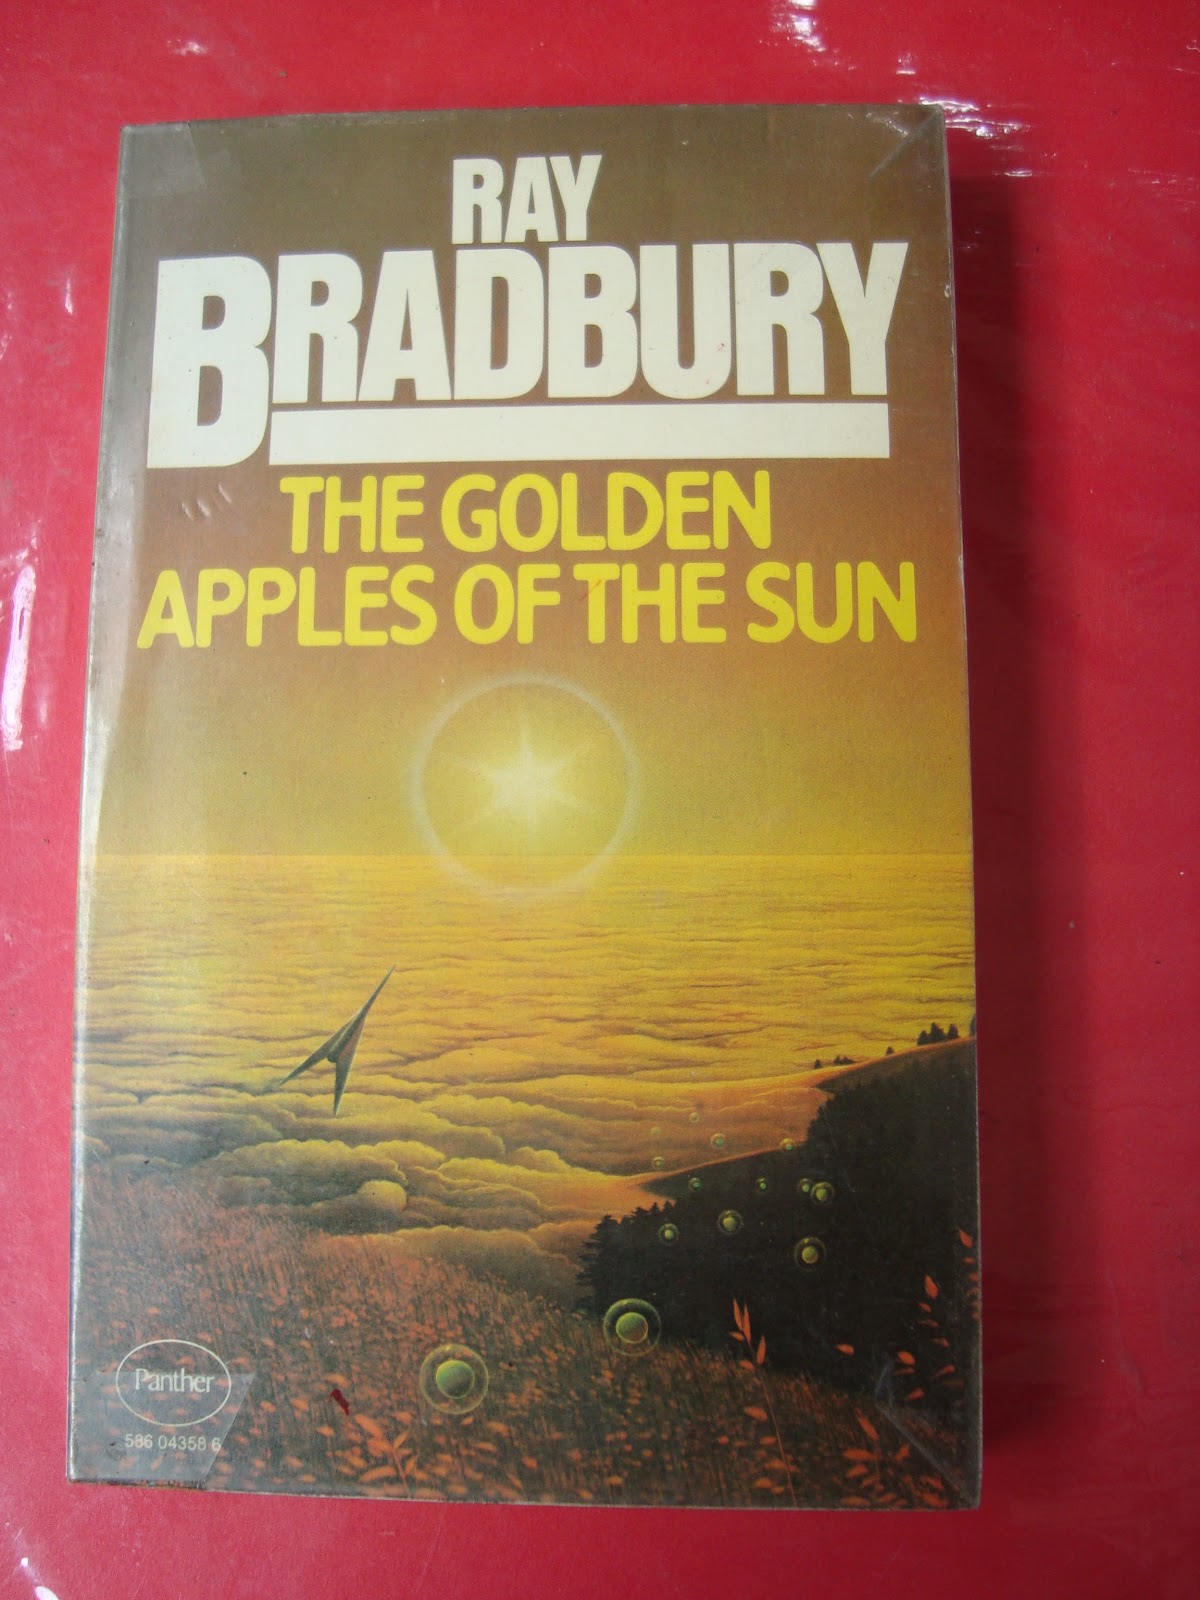 RAY
BRADBURY
THE GOLDEN
APPLES OF THE SUN
Panther
586 04358 6